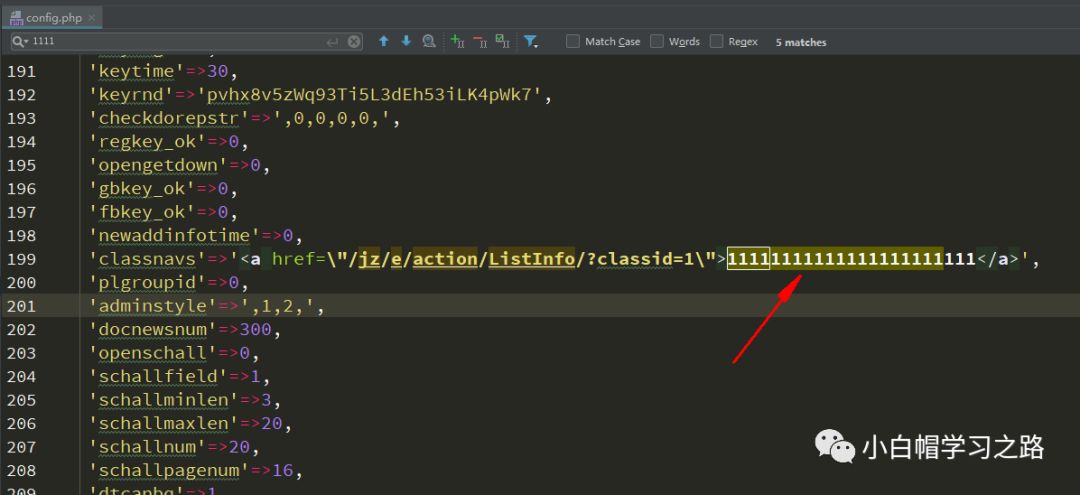 config.php
1111
Match Case
Words
Regex
5 matches
191 'keytime'=>30,
192 'keyrnd'=>'pvhx8v5zWq93Ti5L3dEh53iLK4pWk7',
193 'checkdorepstr'=>',0,0,0,0,',
194 'regkey_ok'=>0,
195 'opengetdown'=>0,
196 'gbkey_ok'=>0,
197 'fbkey_ok'=>0,
198 'newaddinfotime'=>0,
199 'classnavs'=>'<a href=\"/jz/e/action/ListInfo/?classid=1\">11111111111111111111111</a>',
200 'plgroupid'=>0,
201 'adminstyle'=>',1,2,',
202 'docnewsnum'=>300,
203 'openschall'=>0,
204 'schallfield'=>1,
205 'schallminlen'=>3,
206 'schallmaxlen'=>20,
207 'schallnum'=>20,
208 'schallpagenum'=>16,
209
小白帽学习之路